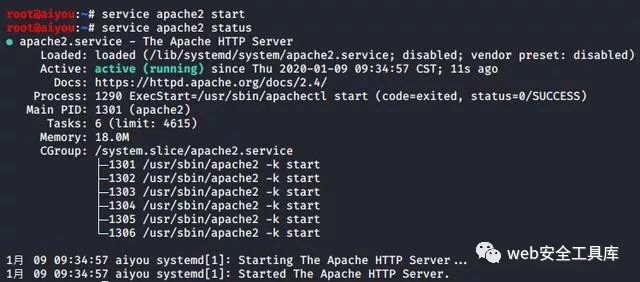 root@aiyou:~# service apache2 start
root@aiyou:~# service apache2 status
● apache2.service - The Apache HTTP Server
Loaded: loaded (/lib/systemd/system/apache2.service; disabled; vendor preset: disabled)
Active: active (running) since Thu 2020-01-09 09:34:57 CST; 11s ago
Docs: https://httpd.apache.org/docs/2.4/
Process: 1290 ExecStart=/usr/sbin/apachectl start (code=exited, status=0/SUCCESS)
Main PID: 1301 (apache2)
Tasks: 6 (limit: 4615)
Memory: 18.0M
CGroup: /system.slice/apache2.service
├─1301 /usr/sbin/apache2 -k start
├─1302 /usr/sbin/apache2 -k start
├─1303 /usr/sbin/apache2 -k start
├─1304 /usr/sbin/apache2 -k start
├─1305 /usr/sbin/apache2 -k start
└─1306 /usr/sbin/apache2 -k start
1月 09 09:34:57 aiyou systemd[1]: Starting The Apache HTTP Server...
1月 09 09:34:57 aiyou systemd[1]: Started The Apache HTTP Server.
web安全工具库